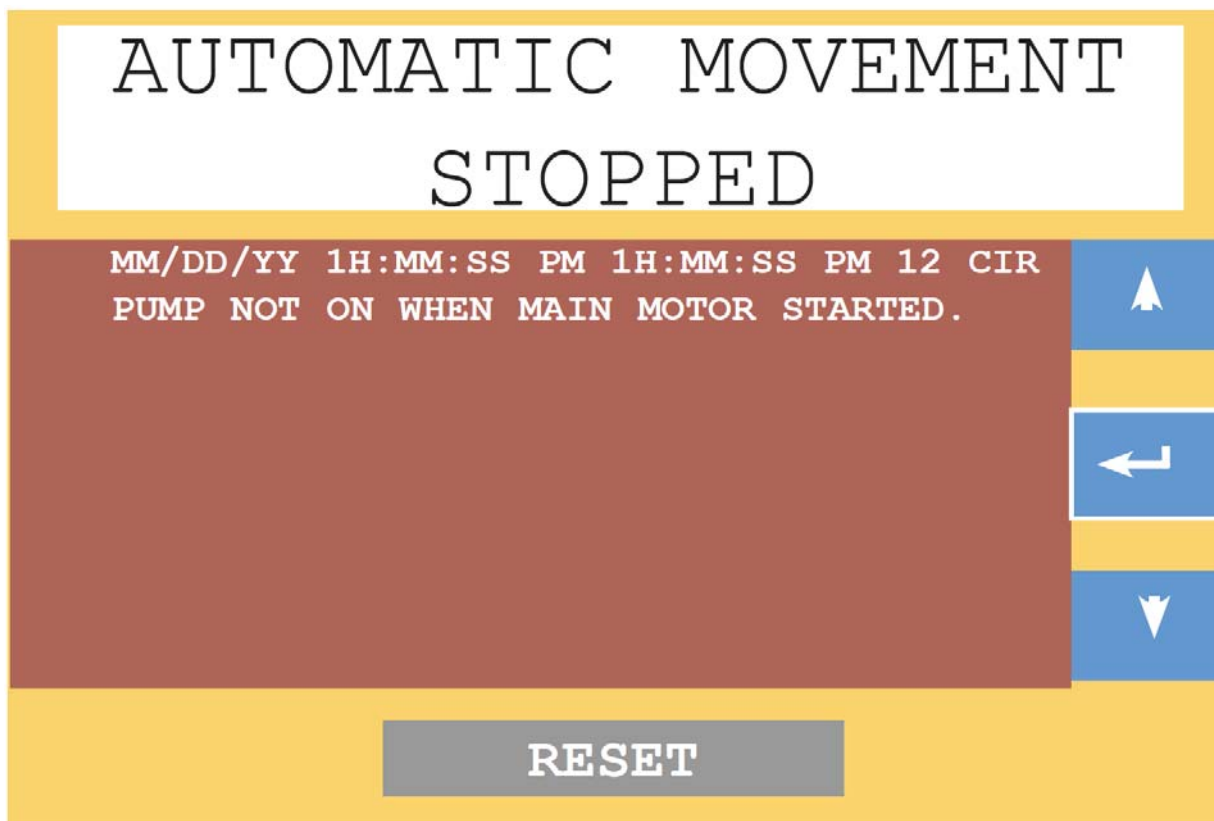 AUTOMATIC MOVEMENT
STOPPED
MM/DD/YY 1H:MM:SS PM 1H:MM:SS PM 12 CIR
PUMP NOT ON WHEN MAIN MOTOR STARTED.
RESET